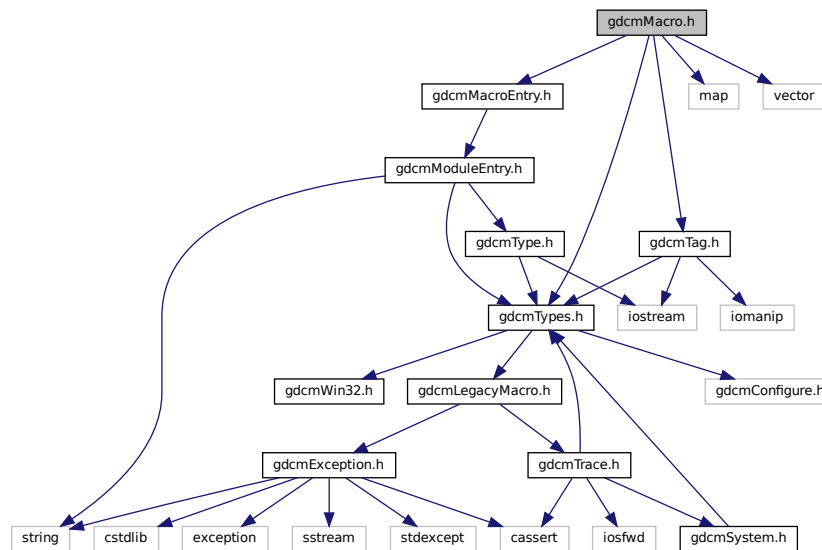 gdcmMacro.h
gdcmMacroEntry.h
map
vector
gdcmModuleEntry.h
gdcmType.h
gdcmTag.h
gdcmTypes.h
iostream
iomanip
gdcmWin32.h
gdcmLegacyMacro.h
gdcmConfigure.h
gdcmException.h
gdcmTrace.h
string
cstdlib
exception
sstream
stdexcept
cassert
iosfwd
gdcmSystem.h